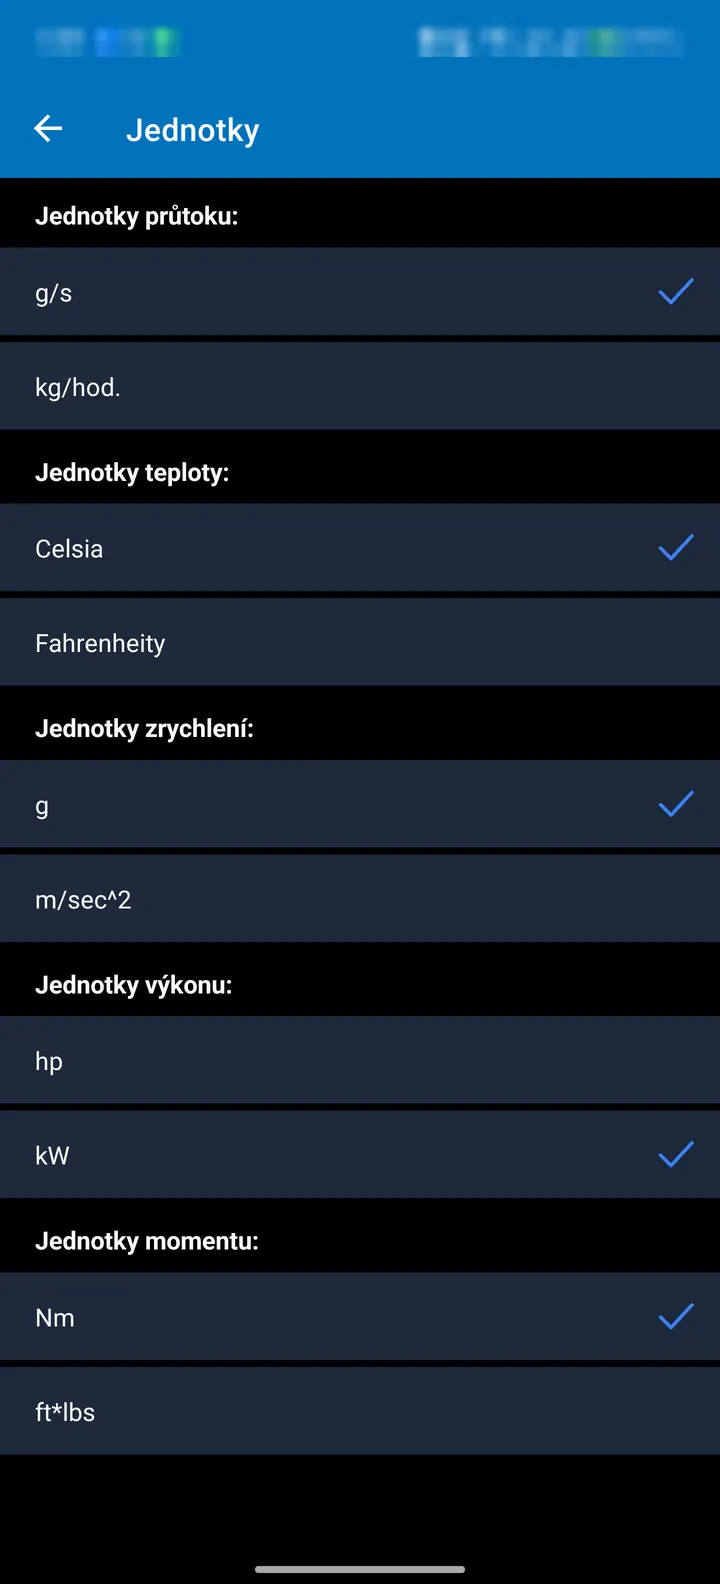 Jednotky
Jednotky průtoku:
g/s
kg/hod.
Jednotky teploty:
Celsia
Fahrenheity
Jednotky zrychlení:
g
m/sec^2
Jednotky výkonu:
hp
kW
Jednotky momentu:
Nm
ft*lbs